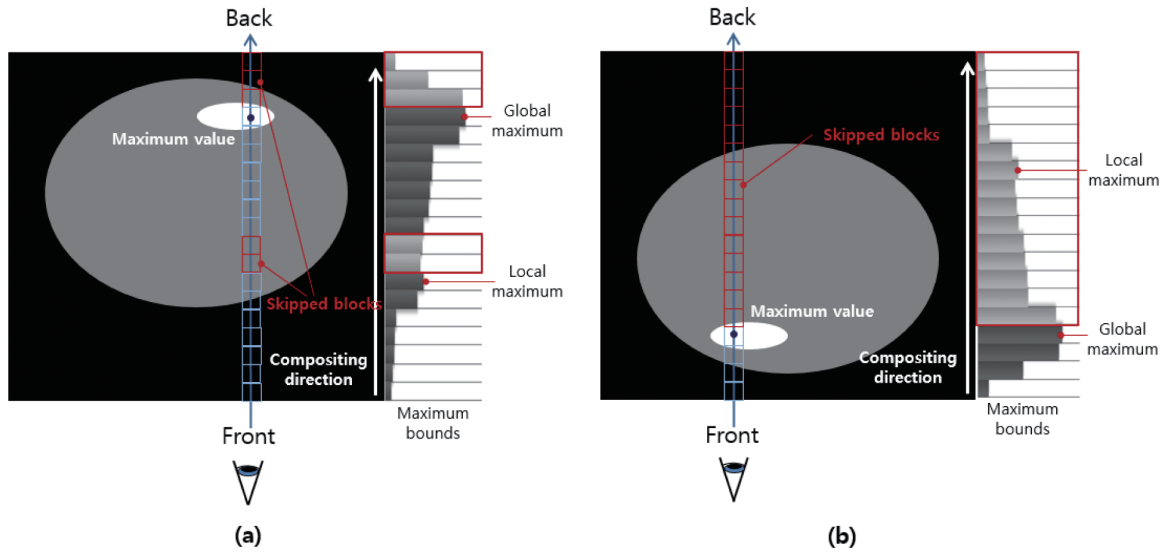 Back
Maximum value
Global
maximum
Local
maximum
Skipped blocks
Compositing
direction
Maximum
bounds
Front
(a)
Back
Skipped blocks
Local
maximum
Maximum value
Global
maximum
Compositing
direction
Maximum
bounds
Front
(b)